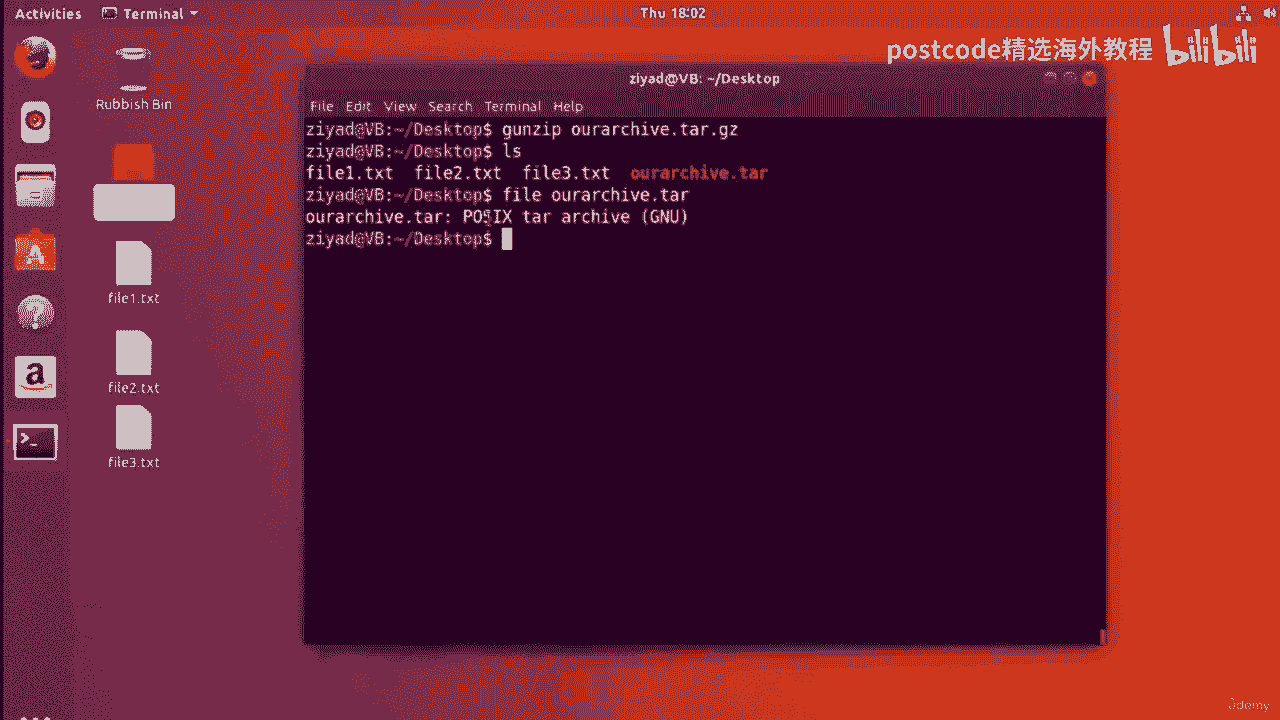 Activities Terminal Thu 18:02
postcode精选海外教程 bilibili
Rubbish Bin
file1.txt
file2.txt
file3.txt
ziyad@VB: ~/Desktop
File Edit View Search Terminal Help
ziyad@VB:~/Desktop$ gunzip ourarchive.tar.gz
ziyad@VB:~/Desktop$ ls
file1.txt file2.txt file3.txt ourarchive.tar
ziyad@VB:~/Desktop$ file ourarchive.tar
ourarchive.tar: POSIX tar archive (GNU)
ziyad@VB:~/Desktop$
Udemy